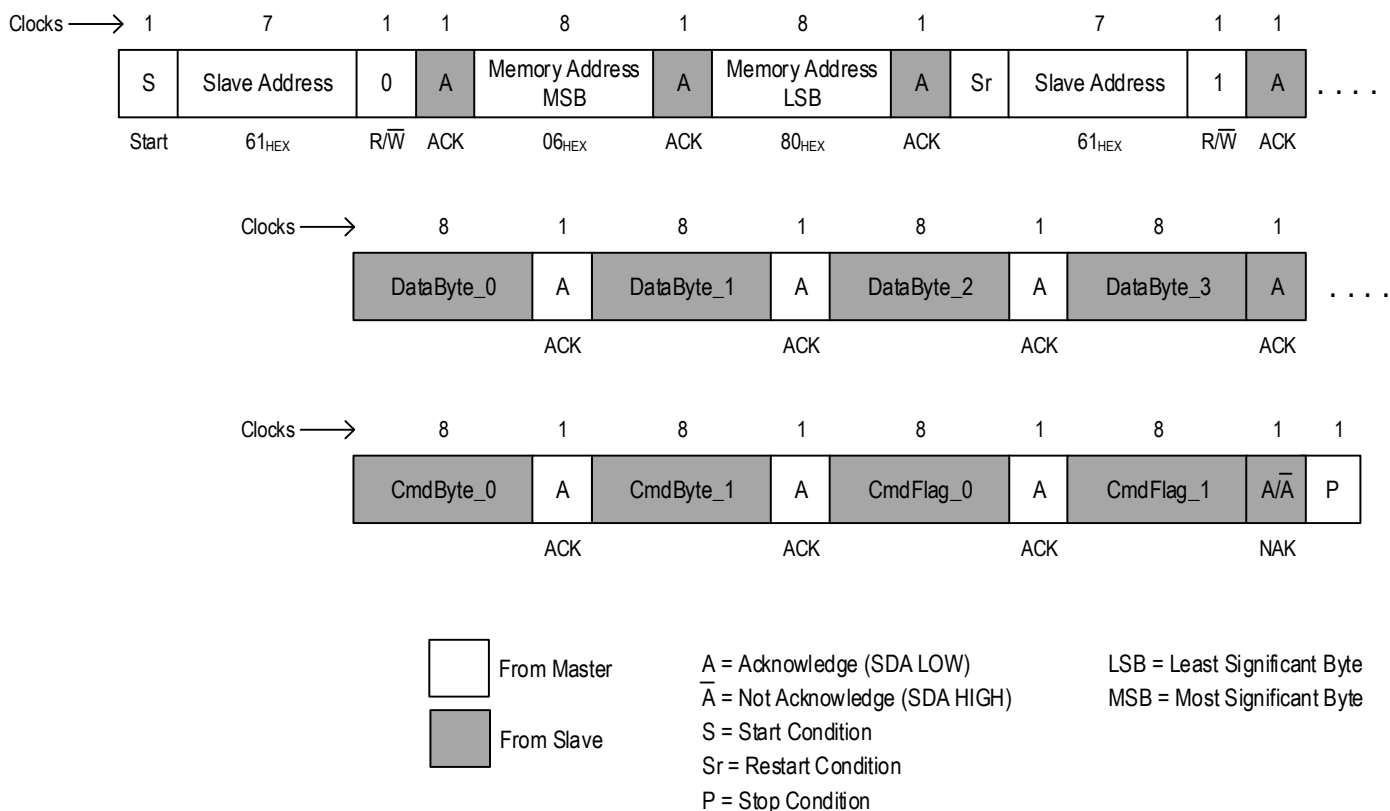 Clocks → 1 7 1 1 8 1 8 1 7 1 1
S Slave Address 0 A Memory Address MSB A Memory Address LSB A Sr Slave Address 1 A . . . .
Start 61HEX R/W̅ ACK 06HEX ACK 80HEX ACK 61HEX R/W̅ ACK
Clocks → 8 1 8 1 8 1 8 1
DataByte_0 A DataByte_1 A DataByte_2 A DataByte_3 A . . . .
ACK ACK ACK ACK
Clocks → 8 1 8 1 8 1 8 1 1
CmdByte_0 A CmdByte_1 A CmdFlag_0 A CmdFlag_1 A/A̅ P
ACK ACK ACK NAK
From Master
From Slave
A = Acknowledge (SDA LOW)
A̅ = Not Acknowledge (SDA HIGH)
S = Start Condition
Sr = Restart Condition
P = Stop Condition
LSB = Least Significant Byte
MSB = Most Significant Byte